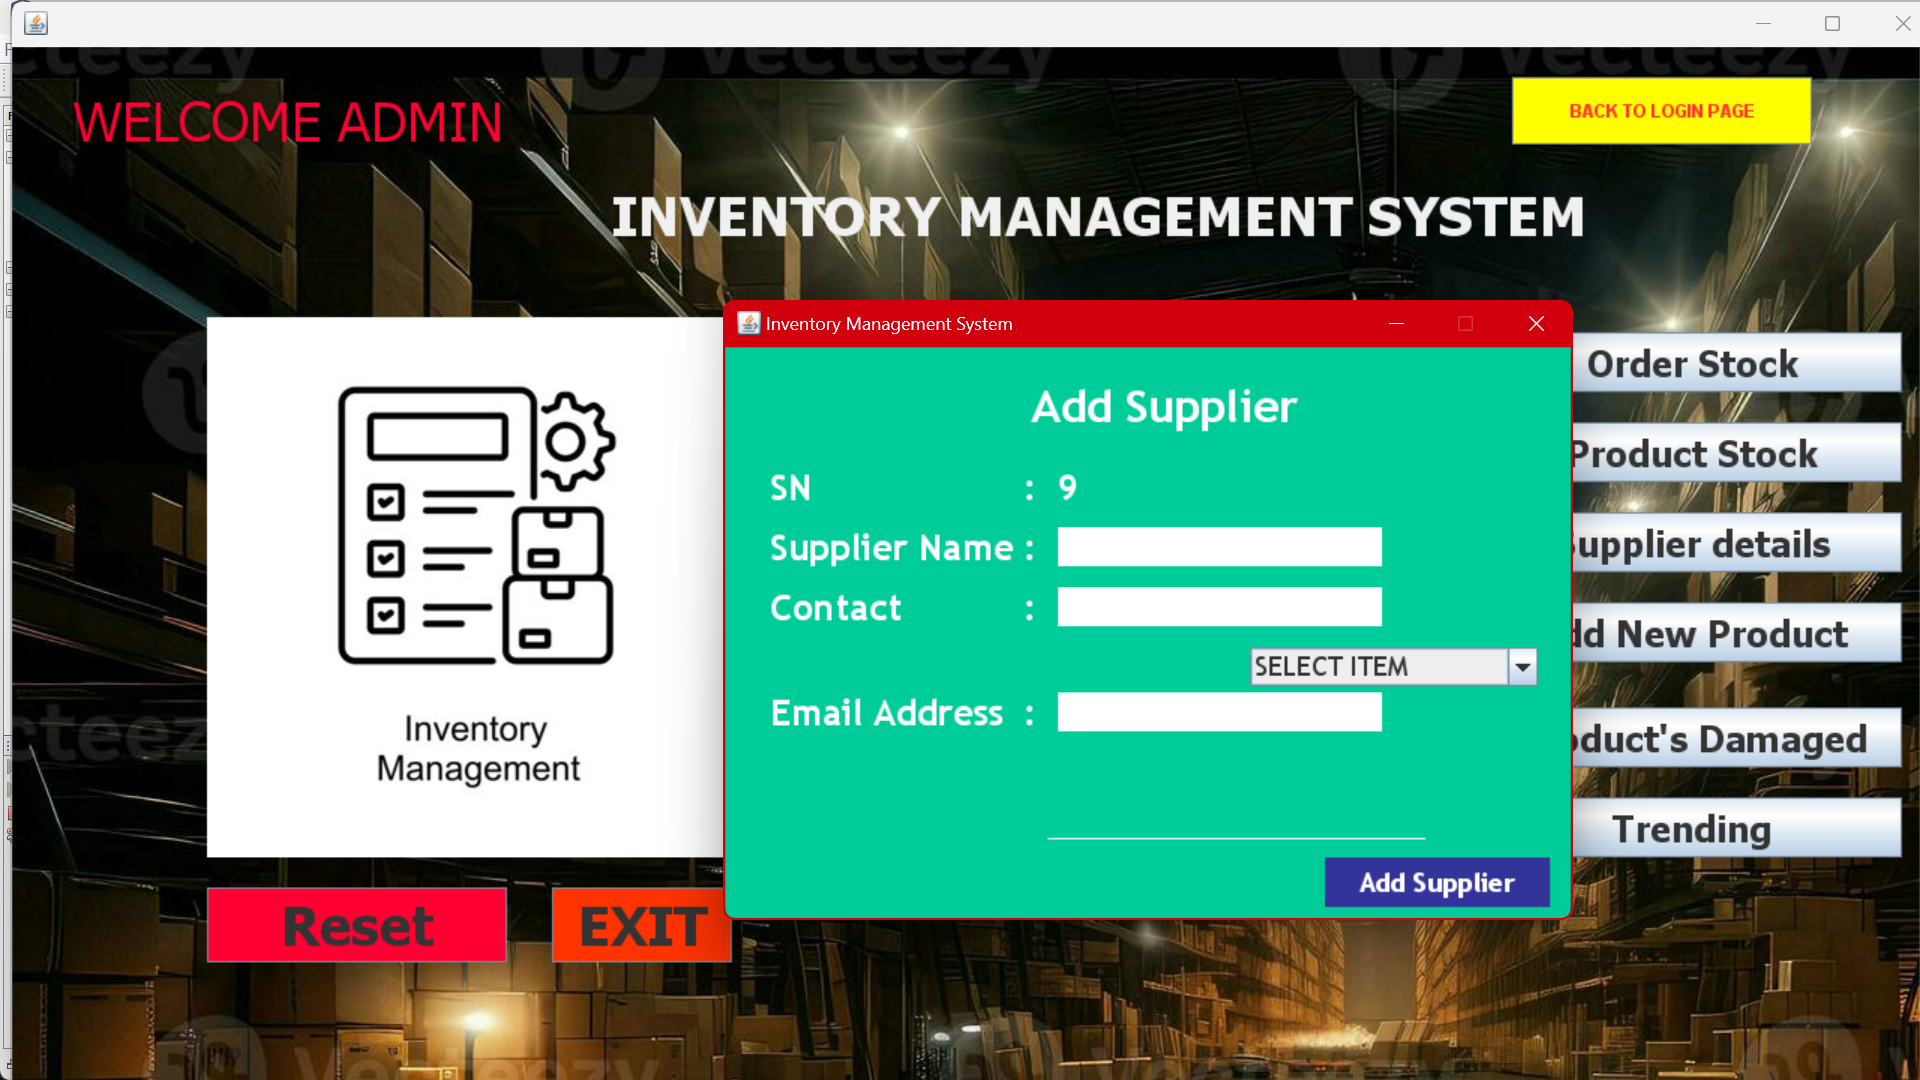 WELCOME ADMIN
BACK TO LOGIN PAGE
INVENTORY MANAGEMENT SYSTEM
Inventory Management System
Add Supplier
SN : 9
Supplier Name :
Contact :
SELECT ITEM
Email Address :
Add Supplier
Inventory
Management
Order Stock
Product Stock
upplier details
dd New Product
oduct's Damaged
Trending
Reset
EXIT